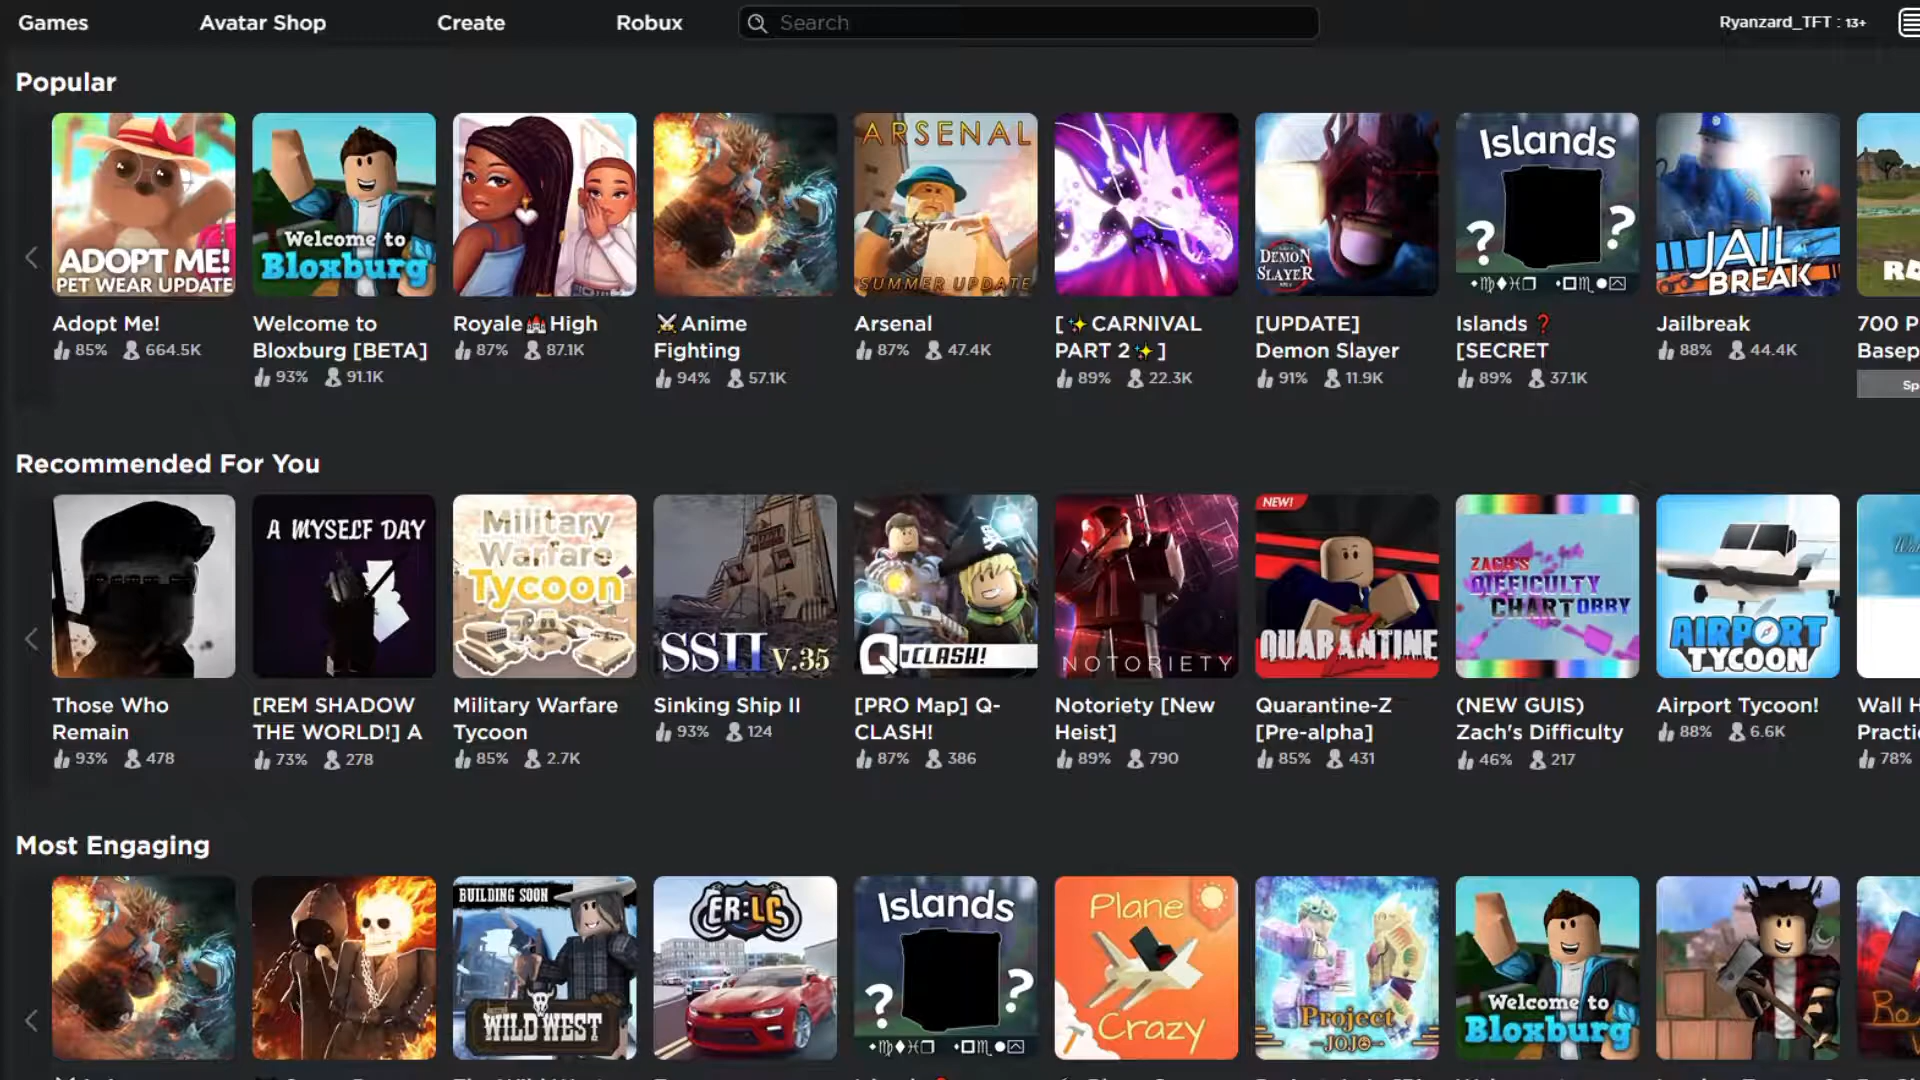 Games Avatar Shop Create Robux Search Ryanzard_TFT : 13+
Popular
ADOPT ME!
PET WEAR UPDATE
Welcome to
Bloxburg
ARSENAL
SUMMER UPDATE
DEMON
SLAYER
Islands
?
?
JAIL
BREAK
Adopt Me!
85% 664.5K
Welcome to
Bloxburg [BETA]
93% 91.1K
Royale🏰High
87% 87.1K
⚔️Anime
Fighting
94% 57.1K
Arsenal
87% 47.4K
[✨CARNIVAL
PART 2✨]
89% 22.3K
[UPDATE]
Demon Slayer
91% 11.9K
Islands ❓
[SECRET
89% 37.1K
Jailbreak
88% 44.4K
700
Recommended For You
A MYSELF DAY
Military
Warfare
Tycoon
SSII V.35
Q-CLASH!
NOTORIETY
NEW!
QUARANTINE
Z
ZACH'S
DIFFICULTY
CHART OBBY
AIRPORT
TYCOON
Those Who
Remain
93% 478
[REM SHADOW
THE WORLD!] A
73% 278
Military Warfare
Tycoon
85% 2.7K
Sinking Ship II
93% 124
[PRO Map] Q-
CLASH!
87% 386
Notoriety [New
Heist]
89% 790
Quarantine-Z
[Pre-alpha]
85% 431
(NEW GUIS)
Zach's Difficulty
46% 217
Airport Tycoon!
88% 6.6K
Wall
78%
Most Engaging
BUILDING SOON
WILD WEST
ER:LC
Islands
?
?
Plane
Crazy
Project
JOJO
Welcome to
Bloxburg